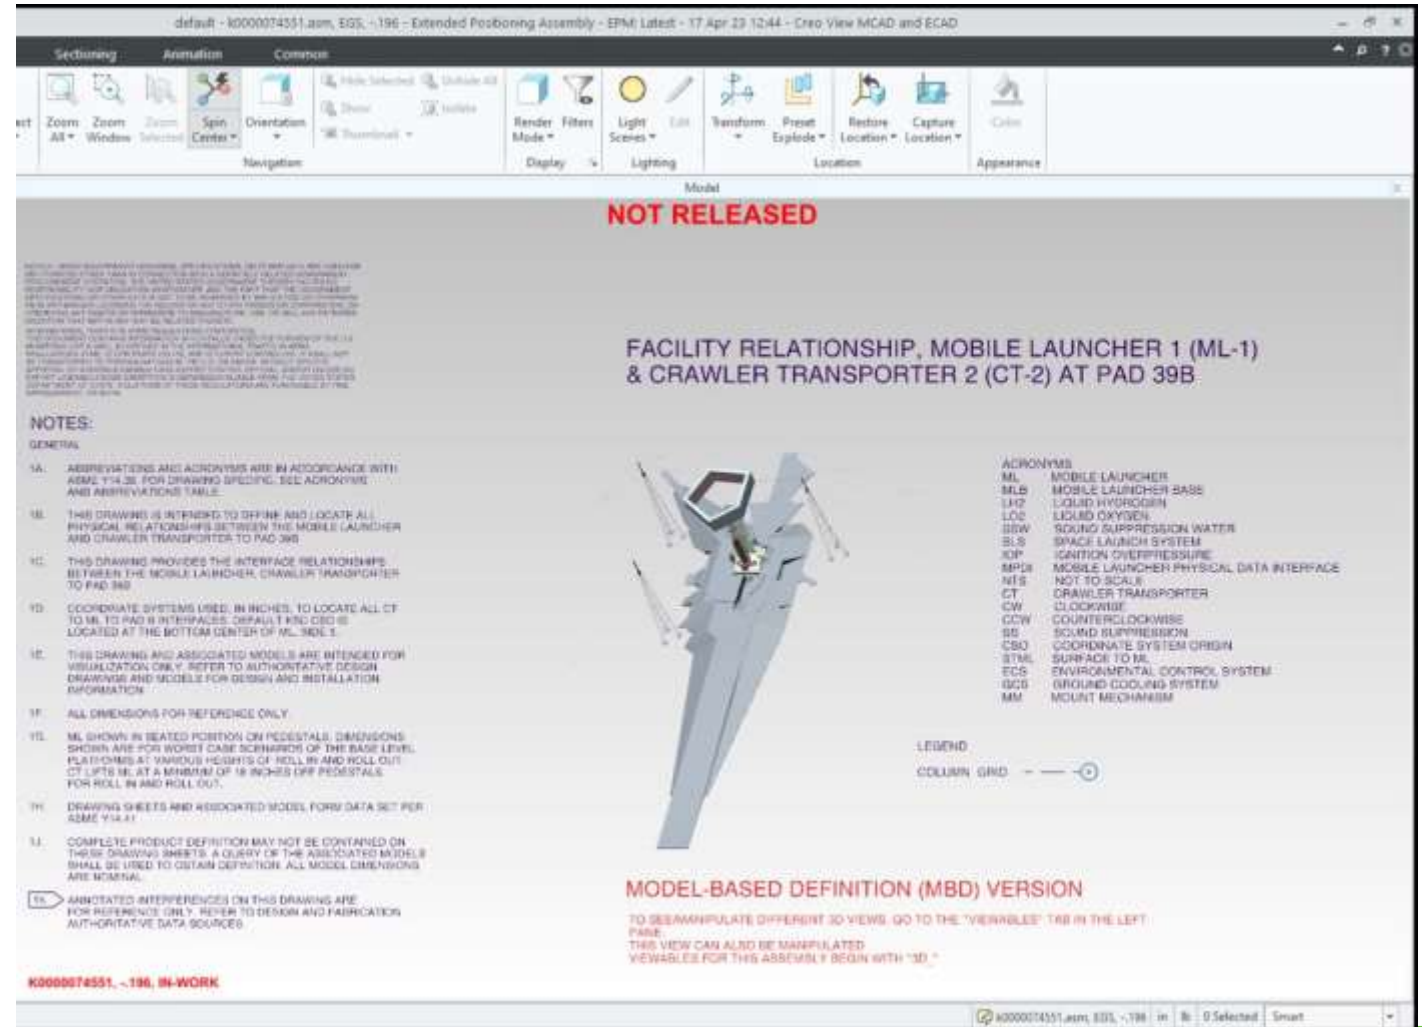 default - k0000074551.asm, EGS, -.196 - Extended Positioning Assembly - EPM: Latest - 17 Apr 23 12:44 - Creo View MCAD and ECAD
Sectioning Animation Common
Zoom All Zoom Window Zoom Selected Spin Center Orientation
Hide Selected Unhide All
Show Isolate
Thumbnail
Render Mode Filters Light Scenes Edit Transform Preset Explode Restore Location Capture Location Color
Navigation Display Lighting Location Appearance
Model
NOT RELEASED
FACILITY RELATIONSHIP, MOBILE LAUNCHER 1 (ML-1)
& CRAWLER TRANSPORTER 2 (CT-2) AT PAD 39B
NOTES:
GENERAL
1A. ABBREVIATIONS AND ACRONYMS ARE IN ACCORDANCE WITH
ASME Y14.38. FOR DRAWING SPECIFIC, SEE ACRONYMS
AND ABBREVIATIONS TABLE.
1B. THIS DRAWING IS INTENDED TO DEFINE AND LOCATE ALL
PHYSICAL RELATIONSHIPS BETWEEN THE MOBILE LAUNCHER
AND CRAWLER TRANSPORTER TO PAD 39B
1C. THIS DRAWING PROVIDES THE INTERFACE RELATIONSHIPS
BETWEEN THE MOBILE LAUNCHER, CRAWLER TRANSPORTER
TO PAD 39B
1D. COORDINATE SYSTEMS USED, IN INCHES, TO LOCATE ALL CT
TO ML TO PAD B INTERFACES. DEFAULT KSC CSO IS
LOCATED AT THE BOTTOM CENTER OF ML, SIDE 1.
1E. THIS DRAWING AND ASSOCIATED MODELS ARE INTENDED FOR
VISUALIZATION ONLY. REFER TO AUTHORITATIVE DESIGN
DRAWINGS AND MODELS FOR DESIGN AND INSTALLATION
INFORMATION
1F. ALL DIMENSIONS FOR REFERENCE ONLY
1G. ML SHOWN IN SEATED POSITION ON PEDESTALS. DIMENSIONS
SHOWN ARE FOR WORST CASE SCENARIOS OF THE BASE LEVEL
PLATFORMS AT VARIOUS HEIGHTS OF ROLL IN AND ROLL OUT.
CT LIFTS ML AT A MINIMUM OF 18 INCHES OFF PEDESTALS
FOR ROLL IN AND ROLL OUT.
1H. DRAWING SHEETS AND ASSOCIATED MODEL FORM DATA SET PER
ASME Y14.41
1J. COMPLETE PRODUCT DEFINITION MAY NOT BE CONTAINED ON
THESE DRAWING SHEETS. A QUERY OF THE ASSOCIATED MODELS
SHALL BE USED TO OBTAIN DEFINITION. ALL MODEL DIMENSIONS
ARE NOMINAL.
ANNOTATED INTERFERENCES ON THIS DRAWING ARE
FOR REFERENCE ONLY. REFER TO DESIGN AND FABRICATION
AUTHORITATIVE DATA SOURCES.
ACRONYMS
ML MOBILE LAUNCHER
MLB MOBILE LAUNCHER BASE
LH2 LIQUID HYDROGEN
LO2 LIQUID OXYGEN
SSW SOUND SUPPRESSION WATER
SLS SPACE LAUNCH SYSTEM
IOP IGNITION OVERPRESSURE
MPDI MOBILE LAUNCHER PHYSICAL DATA INTERFACE
NTS NOT TO SCALE
CT CRAWLER TRANSPORTER
CW CLOCKWISE
CCW COUNTERCLOCKWISE
SS SOUND SUPPRESSION
CSO COORDINATE SYSTEM ORIGIN
STML SURFACE TO ML
ECS ENVIRONMENTAL CONTROL SYSTEM
GCS GROUND COOLING SYSTEM
MM MOUNT MECHANISM
LEGEND
COLUMN GRID
MODEL-BASED DEFINITION (MBD) VERSION
TO SEE/MANIPULATE DIFFERENT 3D VIEWS, GO TO THE "VIEWABLES" TAB IN THE LEFT
PANE.
THIS VIEW CAN ALSO BE MANIPULATED
VIEWABLES FOR THIS ASSEMBLY BEGIN WITH "3D_"
K0000074551, -.196, IN-WORK
k0000074551.asm, EGS, -.196 in lb 0 Selected Smart